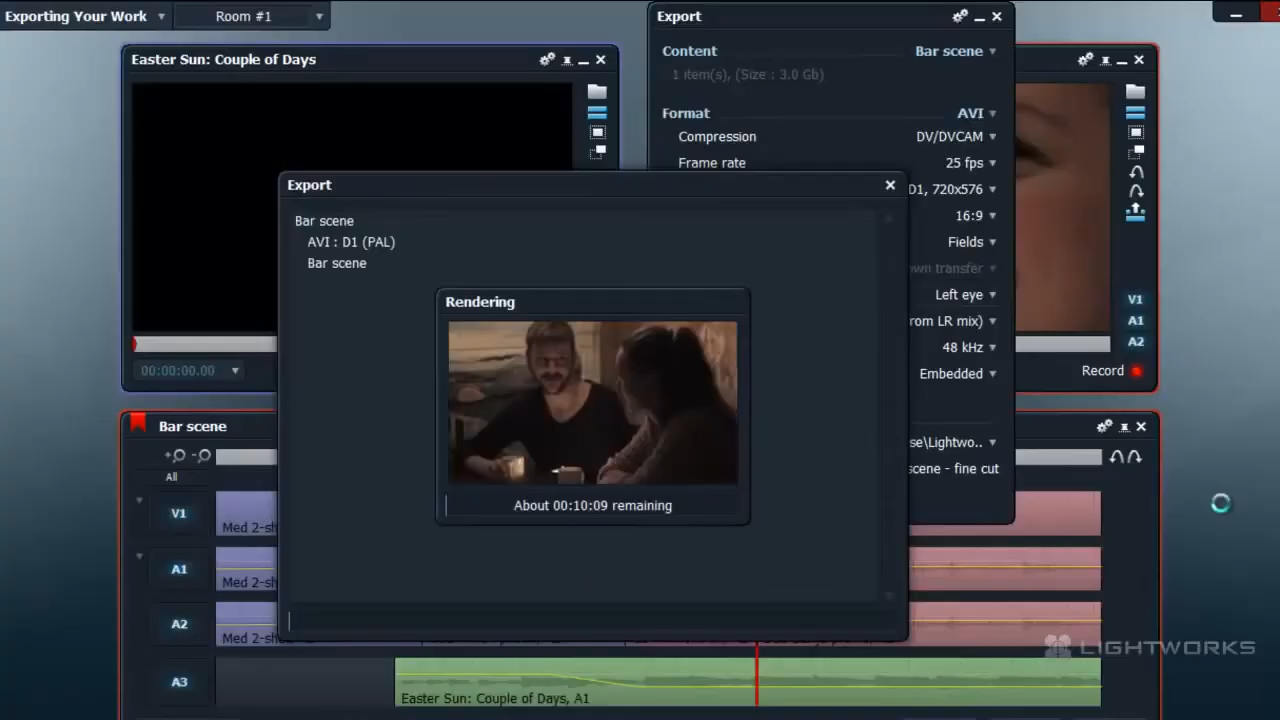 Exporting Your Work
Room #1
Easter Sun: Couple of Days
00:00:00.00
Export
Content
Bar scene
1 item(s), (Size : 3.0 Gb)
Format
AVI
Compression
DV/DVCAM
Frame rate
25 fps
D1, 720x576
16:9
Fields
own transfer
Left eye
rom LR mix)
48 kHz
Embedded
se\Lightwo..
scene - fine cut
V1
A1
A2
Record
Export
Bar scene
AVI : D1 (PAL)
Bar scene
Rendering
About 00:10:09 remaining
Bar scene
All
V1
Med 2-sh
A1
Med 2-sh
A2
Med 2-sh
A3
Easter Sun: Couple of Days, A1
LIGHTWORKS